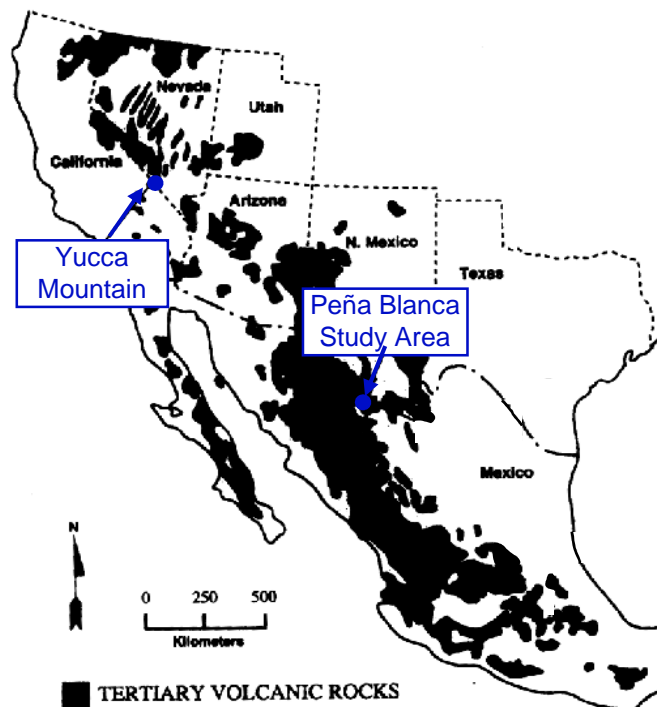 Nevada
Utah
California
Arizona
N. Mexico
Texas
Yucca
Mountain
Peña Blanca
Study Area
Mexico
N
0 250 500
Kilometers
TERTIARY VOLCANIC ROCKS